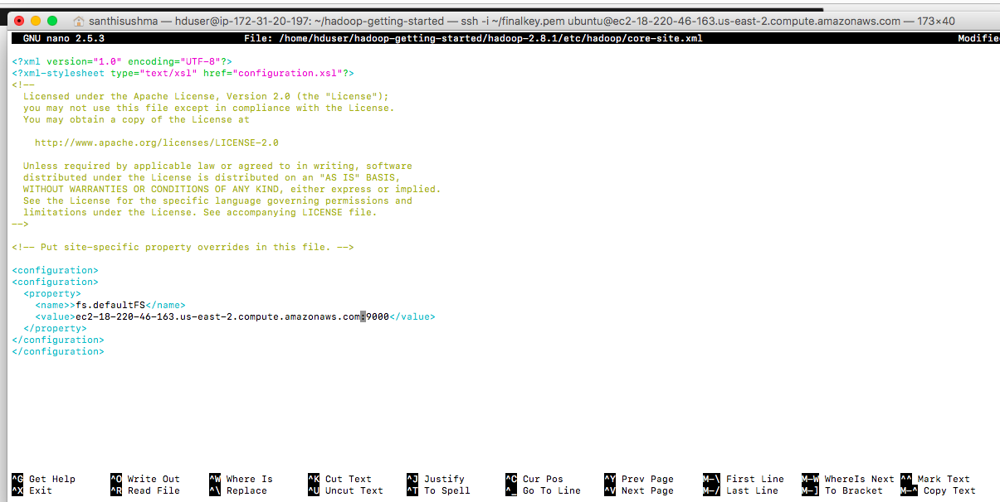 santhisushma — hduser@ip-172-31-20-197: ~/hadoop-getting-started — ssh -i ~/finalkey.pem ubuntu@ec2-18-220-46-163.us-east-2.compute.amazonaws.com — 173×40
GNU nano 2.5.3 File: /home/hduser/hadoop-getting-started/hadoop-2.8.1/etc/hadoop/core-site.xml Modifie
<?xml version="1.0" encoding="UTF-8"?>
<?xml-stylesheet type="text/xsl" href="configuration.xsl"?>
<!--
  Licensed under the Apache License, Version 2.0 (the "License");
  you may not use this file except in compliance with the License.
  You may obtain a copy of the License at

    http://www.apache.org/licenses/LICENSE-2.0

  Unless required by applicable law or agreed to in writing, software
  distributed under the License is distributed on an "AS IS" BASIS,
  WITHOUT WARRANTIES OR CONDITIONS OF ANY KIND, either express or implied.
  See the License for the specific language governing permissions and
  limitations under the License. See accompanying LICENSE file.
-->

<!-- Put site-specific property overrides in this file. -->

<configuration>
<configuration>
  <property>
    <name>>fs.defaultFS</name>
    <value>ec2-18-220-46-163.us-east-2.compute.amazonaws.com:9000</value>
  </property>
</configuration>
</configuration>

^G Get Help ^O Write Out ^W Where Is ^K Cut Text ^J Justify ^C Cur Pos ^Y Prev Page M-\ First Line M-W WhereIs Next ^^ Mark Text
^X Exit ^R Read File ^\ Replace ^U Uncut Text ^T To Spell ^_ Go To Line ^V Next Page M-/ Last Line M-] To Bracket M-^ Copy Text